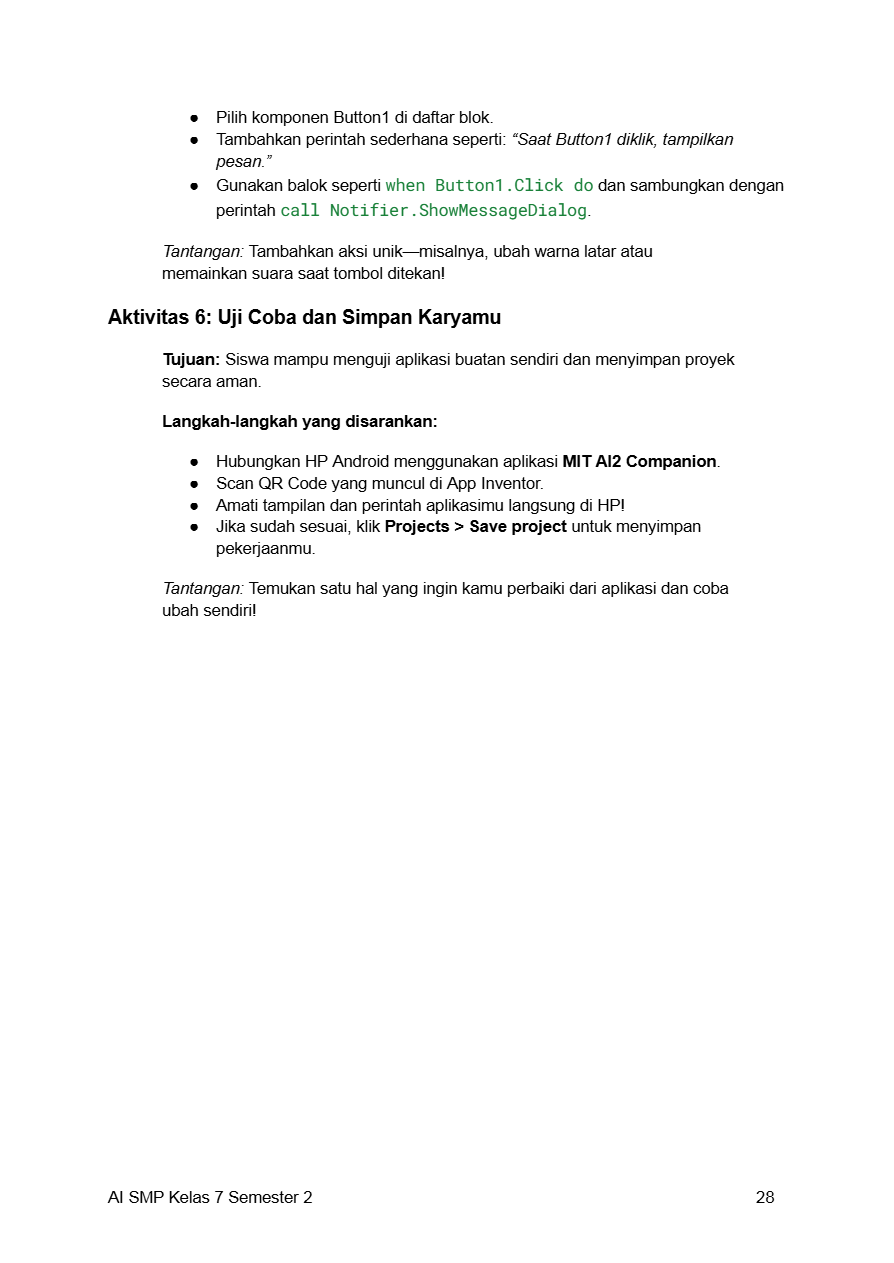 ● Pilih komponen Button1 di daftar blok.
● Tambahkan perintah sederhana seperti: “Saat Button1 diklik, tampilkan
pesan.”
● Gunakan balok seperti when Button1.Click do dan sambungkan dengan
perintah call Notifier.ShowMessageDialog.
Tantangan: Tambahkan aksi unik—misalnya, ubah warna latar atau
memainkan suara saat tombol ditekan!
Aktivitas 6: Uji Coba dan Simpan Karyamu
Tujuan: Siswa mampu menguji aplikasi buatan sendiri dan menyimpan proyek
secara aman.
Langkah-langkah yang disarankan:
● Hubungkan HP Android menggunakan aplikasi MIT AI2 Companion.
● Scan QR Code yang muncul di App Inventor.
● Amati tampilan dan perintah aplikasimu langsung di HP!
● Jika sudah sesuai, klik Projects > Save project untuk menyimpan
pekerjaanmu.
Tantangan: Temukan satu hal yang ingin kamu perbaiki dari aplikasi dan coba
ubah sendiri!
AI SMP Kelas 7 Semester 2 28